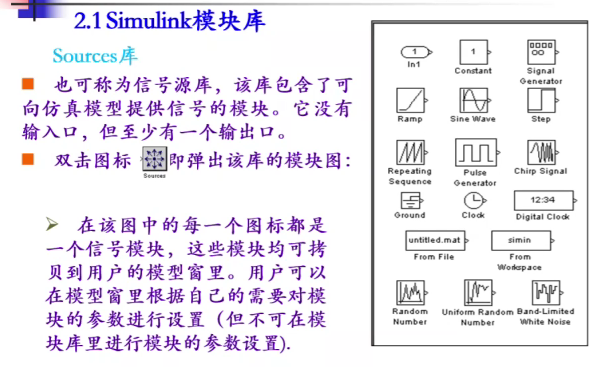 2.1 Simulink模块库
Sources库
也可称为信号源库，该库包含了可
向仿真模型提供信号的模块。它没有
输入口，但至少有一个输出口。
双击图标 即弹出该库的模块图：
Sources
在该图中的每一个图标都是
一个信号模块，这些模块均可拷
贝到用户的模型窗里。用户可以
在模型窗里根据自己的需要对模
块的参数进行设置（但不可在模
块库里进行模块的参数设置).
1
1
In1
Constant
Signal
Generator
Ramp
Sine Wave
Step
Repeating
Sequence
Pulse
Generator
Chirp Signal
12:34
Ground
Clock
Digital Clock
untitled.mat
simin
From File
From
Workspace
Random
Number
Uniform Random
Number
Band-Limited
White Noise